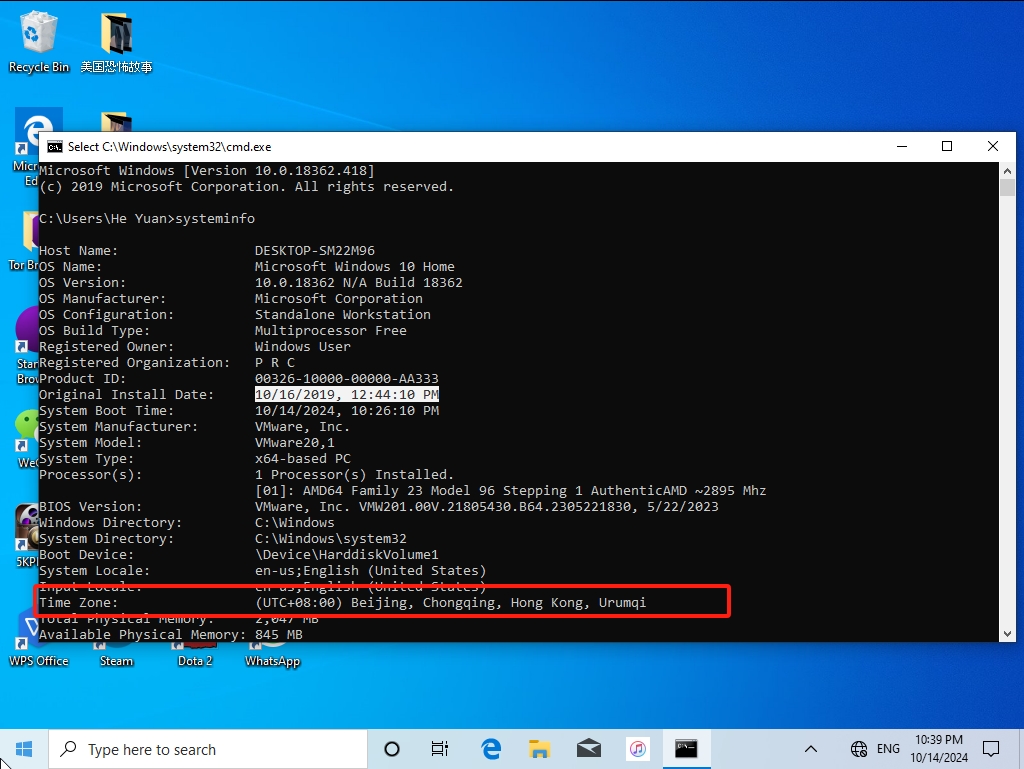 Recycle Bin
美国恐怖故事
Select C:\Windows\system32\cmd.exe
Microsoft Windows [Version 10.0.18362.418]
(c) 2019 Microsoft Corporation. All rights reserved.
C:\Users\He Yuan>systeminfo
Host Name: DESKTOP-SM22M96
OS Name: Microsoft Windows 10 Home
OS Version: 10.0.18362 N/A Build 18362
OS Manufacturer: Microsoft Corporation
OS Configuration: Standalone Workstation
OS Build Type: Multiprocessor Free
Registered Owner: Windows User
Registered Organization: P R C
Product ID: 00326-10000-00000-AA333
Original Install Date: 10/16/2019, 12:44:10 PM
System Boot Time: 10/14/2024, 10:26:10 PM
System Manufacturer: VMware, Inc.
System Model: VMware20,1
System Type: x64-based PC
Processor(s): 1 Processor(s) Installed.
[01]: AMD64 Family 23 Model 96 Stepping 1 AuthenticAMD ~2895 Mhz
BIOS Version: VMware, Inc. VMW201.00V.21805430.B64.2305221830, 5/22/2023
Windows Directory: C:\Windows
System Directory: C:\Windows\system32
Boot Device: \Device\HarddiskVolume1
System Locale: en-us;English (United States)
Input Locale: en-us;English (United States)
Time Zone: (UTC+08:00) Beijing, Chongqing, Hong Kong, Urumqi
Total Physical Memory: 2,047 MB
Available Physical Memory: 845 MB
Micr
Ed
Tor Br
Star
Brow
We
5KP
WPS Office
Steam
Dota 2
WhatsApp
Type here to search
ENG
10:39 PM
10/14/2024